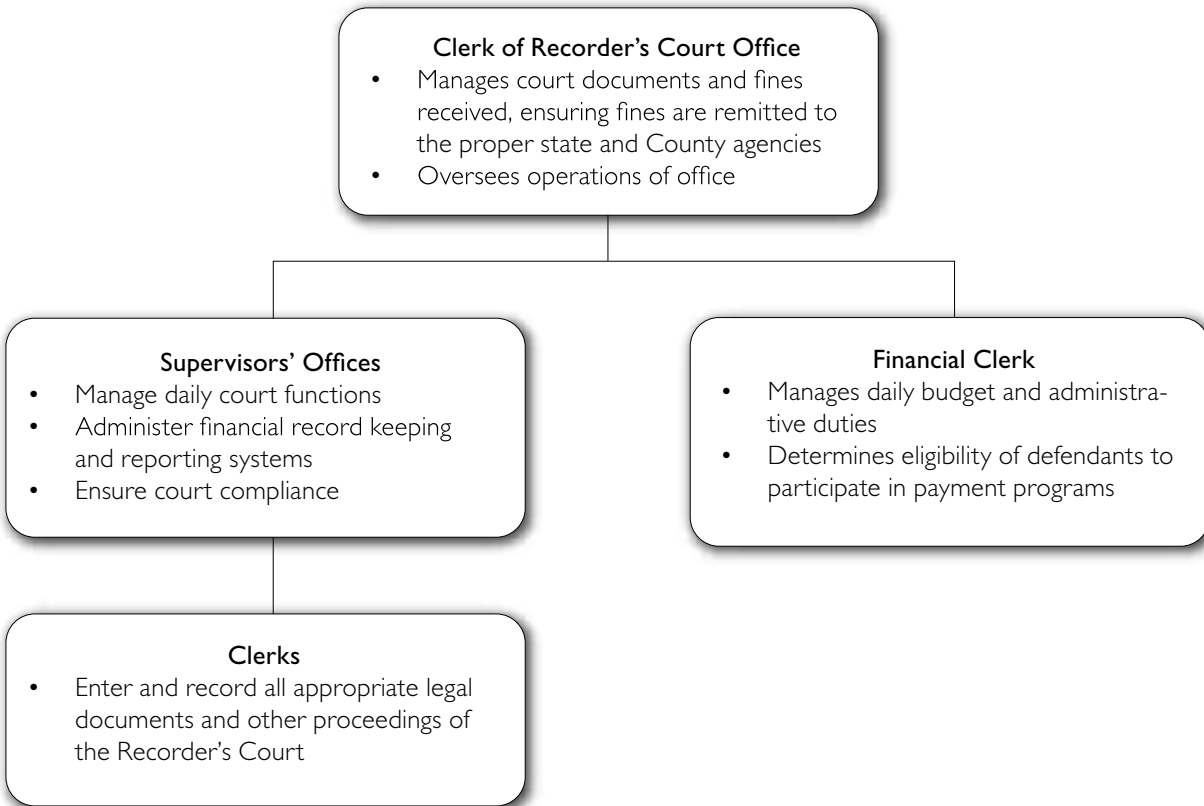 Clerk of Recorder’s Court Office
• Manages court documents and fines
received, ensuring fines are remitted to
the proper state and County agencies
• Oversees operations of office
Supervisors’ Offices
• Manage daily court functions
• Administer financial record keeping
and reporting systems
• Ensure court compliance
Financial Clerk
• Manages daily budget and administra-
tive duties
• Determines eligibility of defendants to
participate in payment programs
Clerks
• Enter and record all appropriate legal
documents and other proceedings of
the Recorder’s Court